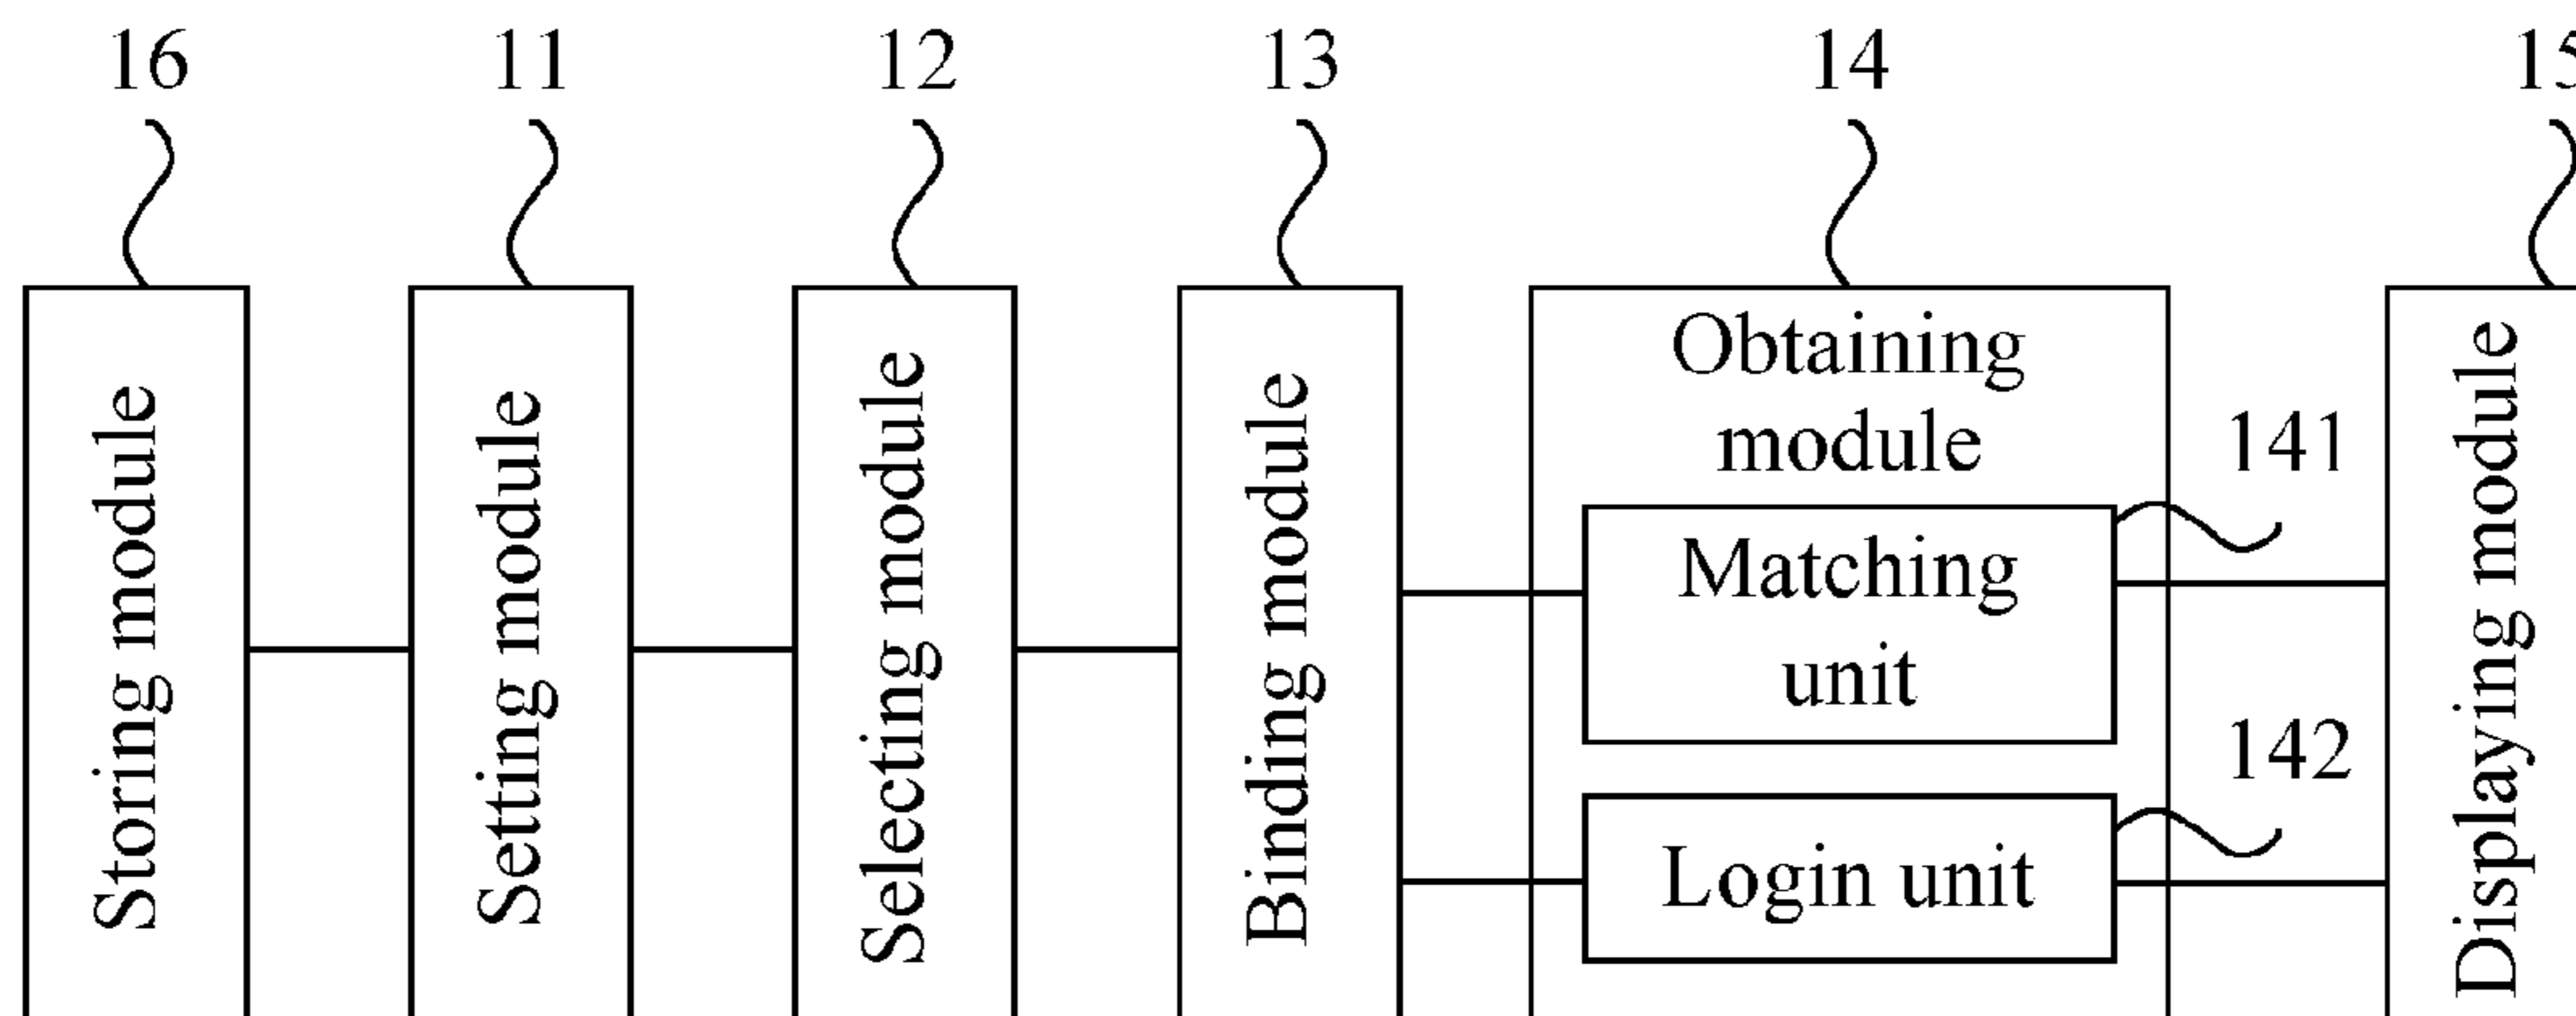 16
11
12
13
14
15
Storing module
Setting module
Selecting module
Binding module
Obtaining
module
141
Matching
unit
142
Login unit
Displaying module